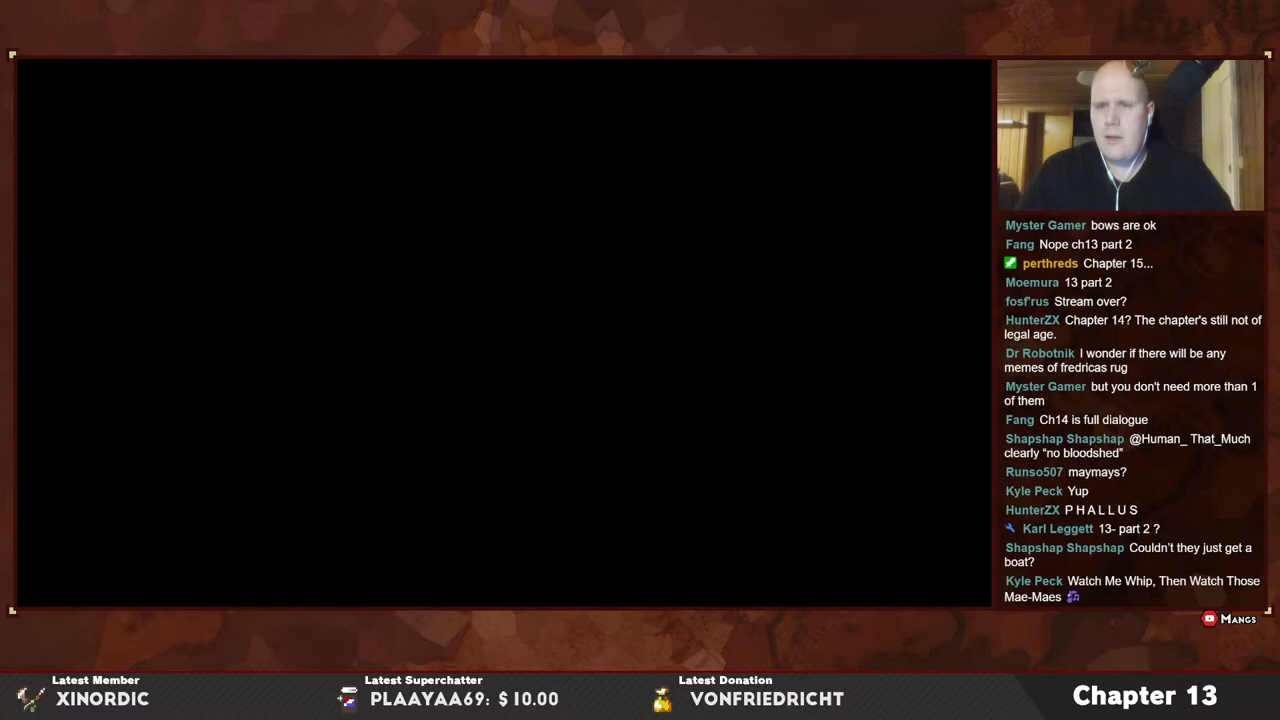 Myster Gamer bows are ok
Fang Nope ch13 part 2
perthreds Chapter 15...
Moemura 13 part 2
fosf'rus Stream over?
HunterZX Chapter 14? The chapter's still not of
legal age.
Dr Robotnik I wonder if there will be any
memes of fredricas rug
Myster Gamer but you don't need more than 1
of them
Fang Ch14 is full dialogue
Shapshap Shapshap @Human_ That_Much
clearly “no bloodshed”
Runso507 maymays?
Kyle Peck Yup
HunterZX P H A L L U S
Karl Leggett 13- part 2 ?
Shapshap Shapshap Couldn’t they just get a
boat?
Kyle Peck Watch Me Whip, Then Watch Those
Mae-Maes
Mangs
Latest Member
XINORDIC
Latest Superchatter
PLAAYAA69: $10.00
Latest Donation
VONFRIEDRICHT
Chapter 13